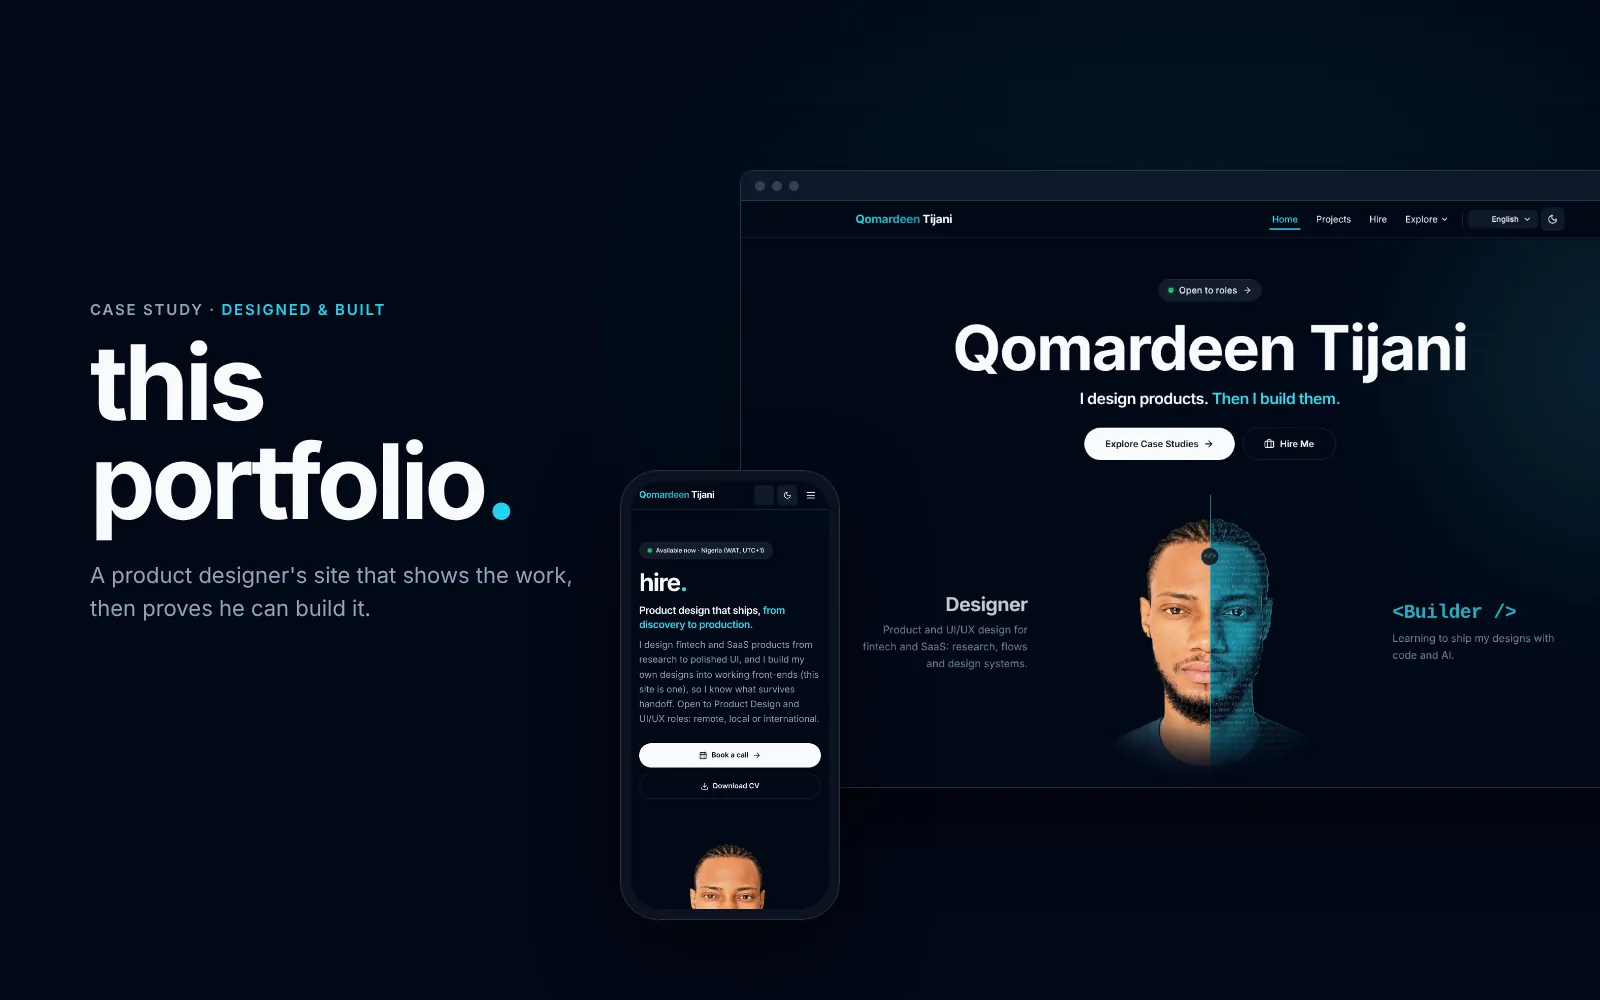 CASE STUDY · DESIGNED & BUILT
this
portfolio.
A product designer's site that shows the work,
then proves he can build it.
Qomardeen Tijani
Home
Projects
Hire
Explore
English
Open to roles →
Qomardeen Tijani
I design products. Then I build them.
Explore Case Studies →
Hire Me
</>
Designer
Product and UI/UX design for
fintech and SaaS: research, flows
and design systems.
<Builder />
Learning to ship my designs with
code and AI.
Qomardeen Tijani
Available now · Nigeria (WAT, UTC+1)
hire.
Product design that ships, from
discovery to production.
I design fintech and SaaS products from
research to polished UI, and I build my
own designs into working front-ends (this
site is one), so I know what survives
handoff. Open to Product Design and
UI/UX roles: remote, local or international.
Book a call →
Download CV